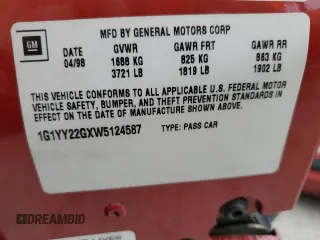 MFD BY GENERAL MOTORS CORP
GM
DATE GVWR GAWR FRT GAWR RR
04/98 1688 KG 825 KG 863 KG
3721 LB 1819 LB 1902 LB
THIS VEHICLE CONFORMS TO ALL APPLICABLE U.S. FEDERAL MOTOR
VEHICLE SAFETY, BUMPER, AND THEFT PREVENTION STANDARDS IN
EFFECT ON THE DATE OF MANUFACTURE SHOWN ABOVE.
1G1YY22GXW5124587 TYPE: PASS CAR
IDRIVEBID